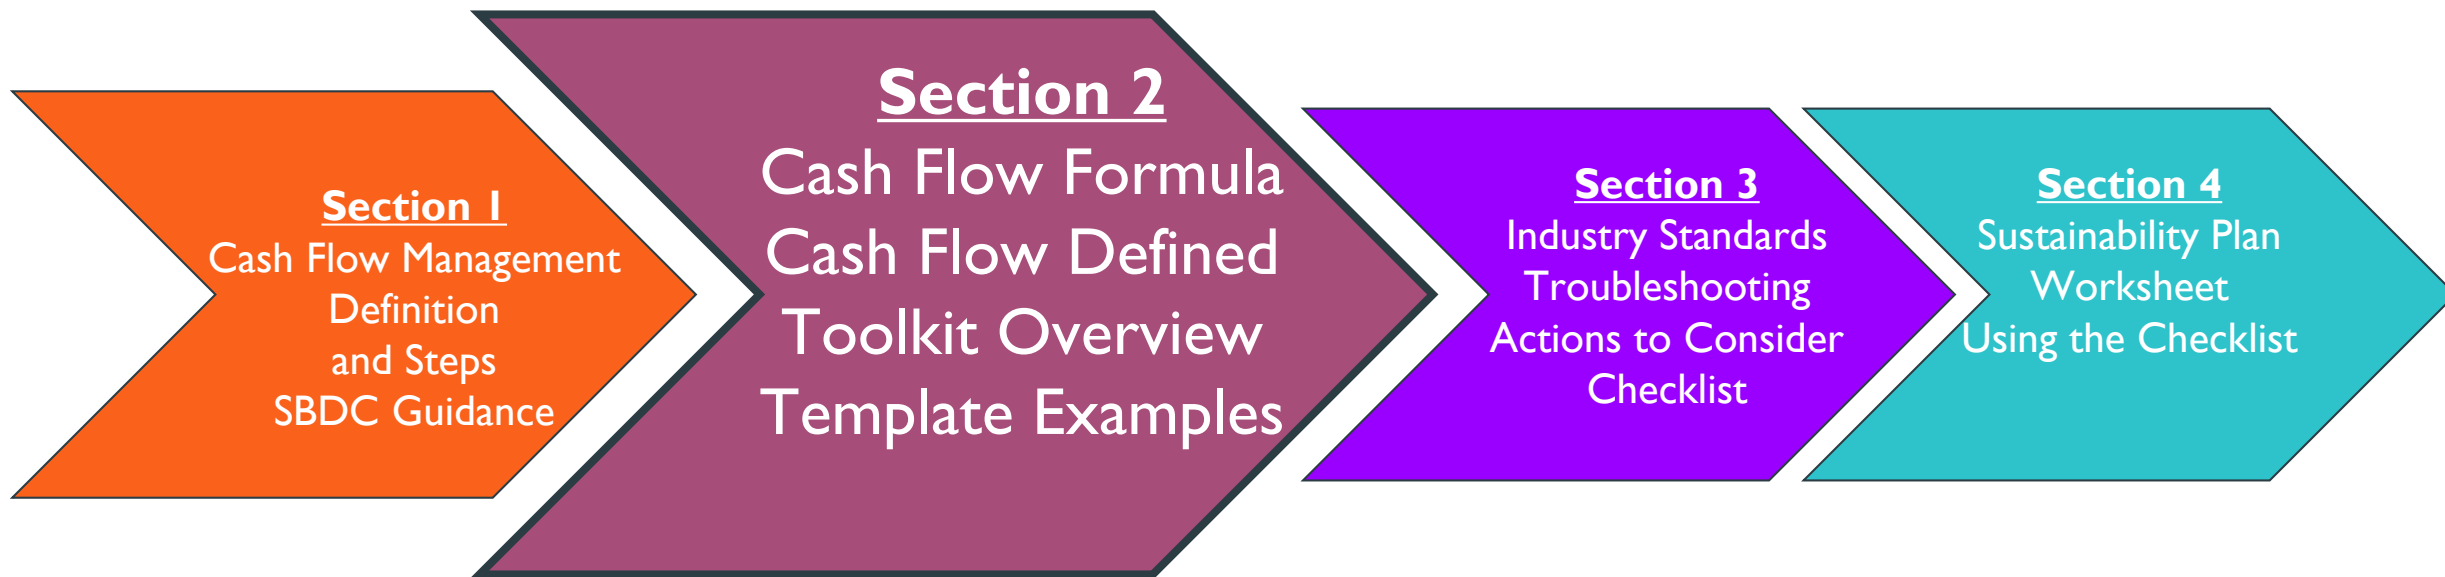 Section 1
Cash Flow Management
Definition
and Steps
SBDC Guidance
Section 2
Cash Flow Formula
Cash Flow Defined
Toolkit Overview
Template Examples
Section 3
Industry Standards
Troubleshooting
Actions to Consider
Checklist
Section 4
Sustainability Plan
Worksheet
Using the Checklist